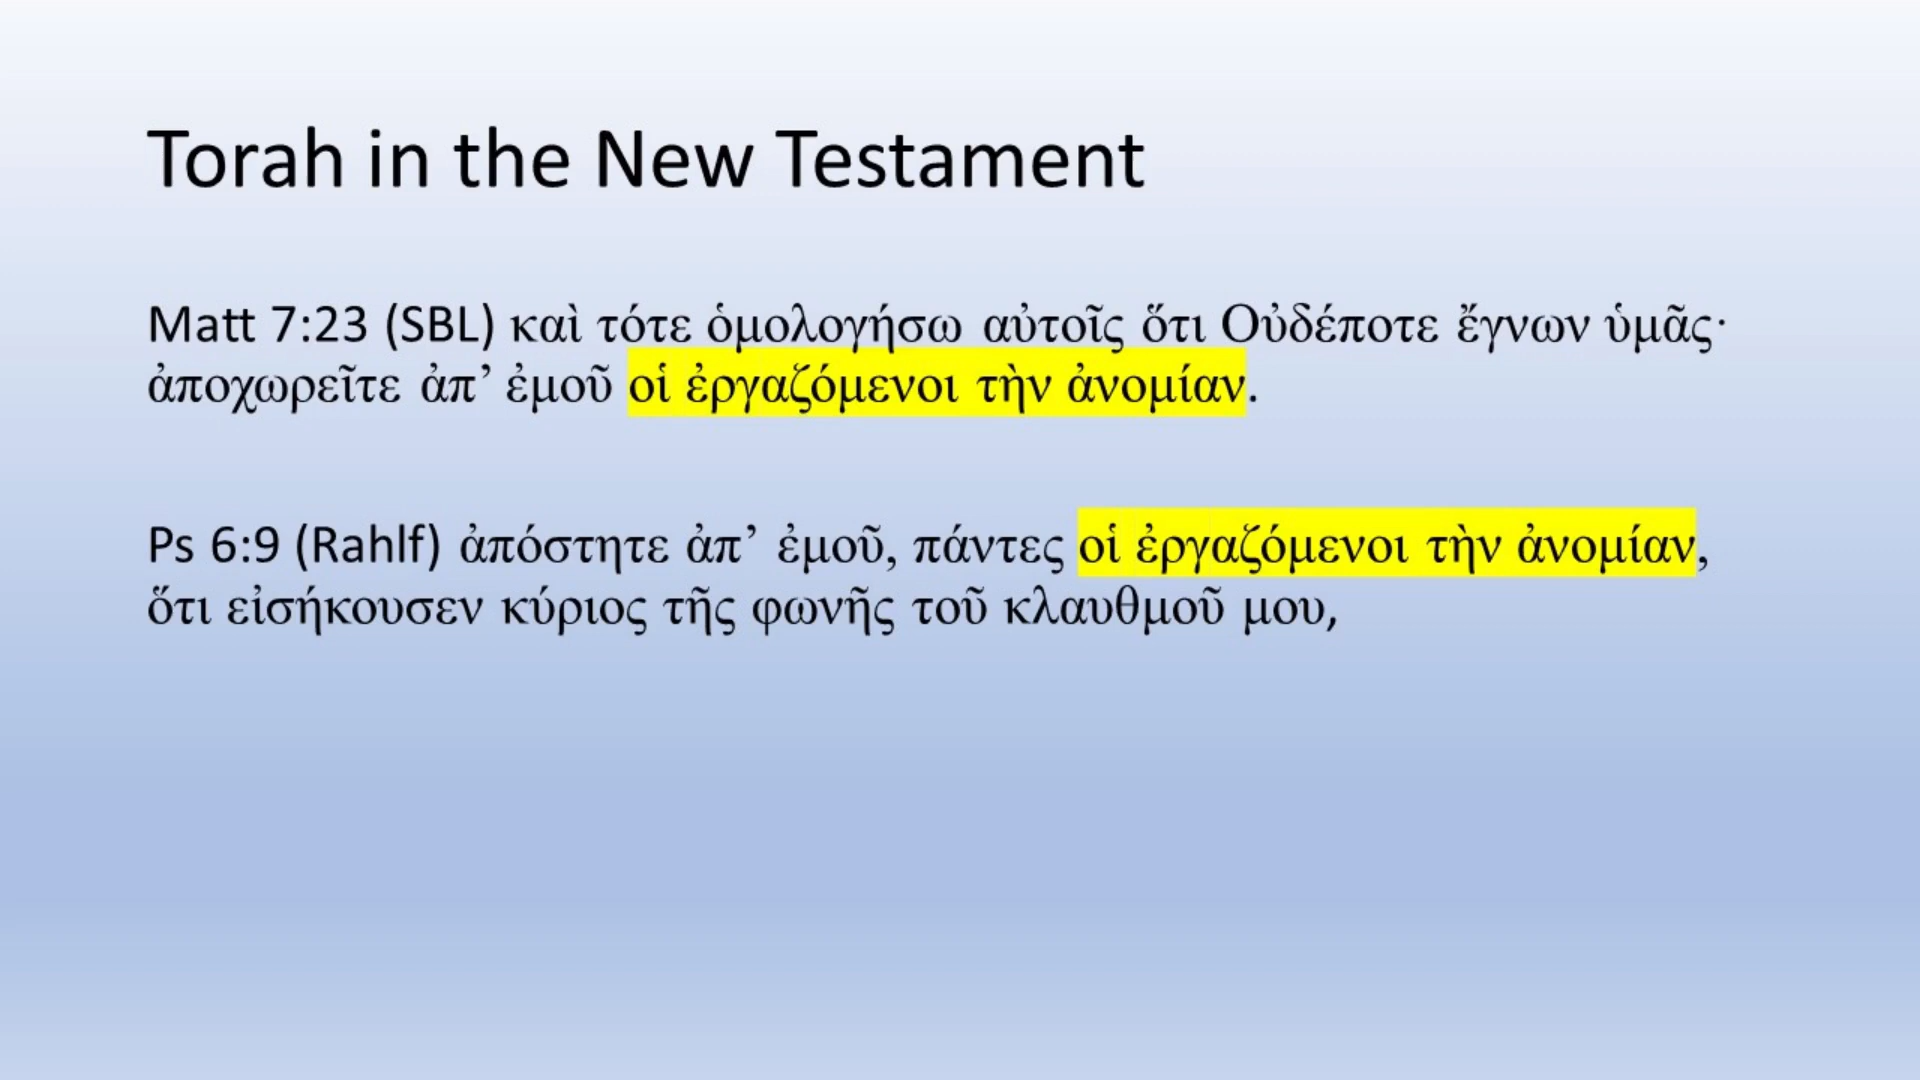 Torah in the New Testament
Matt 7:23 (SBL) καὶ τότε ὁμολογήσω αὐτοῖς ὅτι Οὐδέποτε ἔγνων ὑμᾶς·
ἀποχωρεῖτε ἀπ’ ἐμοῦ οἱ ἐργαζόμενοι τὴν ἀνομίαν.
Ps 6:9 (Rahlf) ἀπόστητε ἀπ’ ἐμοῦ, πάντες οἱ ἐργαζόμενοι τὴν ἀνομίαν,
ὅτι εἰσήκουσεν κύριος τῆς φωνῆς τοῦ κλαυθμοῦ μου,